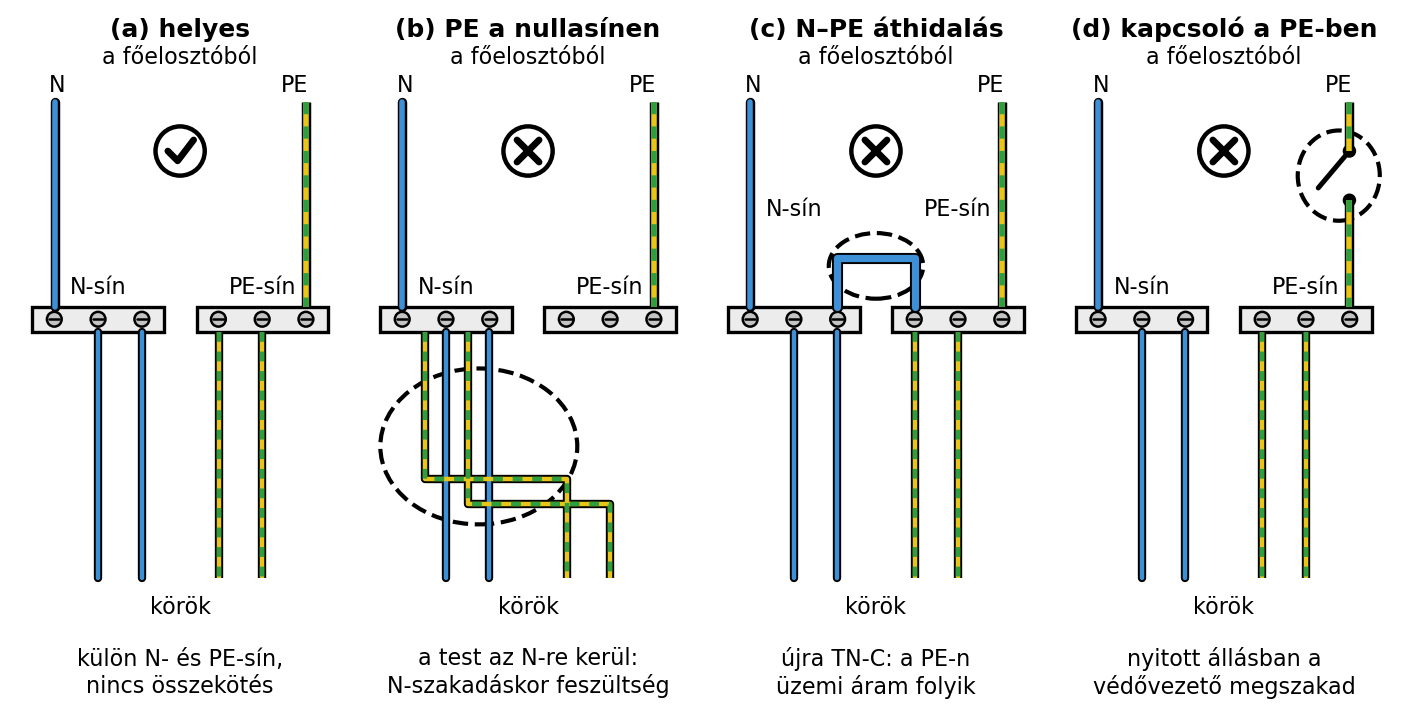 (a) helyes
a főelosztóból
N
PE
N-sín
PE-sín
körök
külön N- és PE-sín,
nincs összekötés
(b) PE a nullasínen
a főelosztóból
N
PE
N-sín
PE-sín
körök
a test az N-re kerül:
N-szakadáskor feszültség
(c) N–PE áthidalás
a főelosztóból
N
PE
N-sín
PE-sín
körök
újra TN-C: a PE-n
üzemi áram folyik
(d) kapcsoló a PE-ben
a főelosztóból
N
PE
N-sín
PE-sín
körök
nyitott állásban a
védővezető megszakad